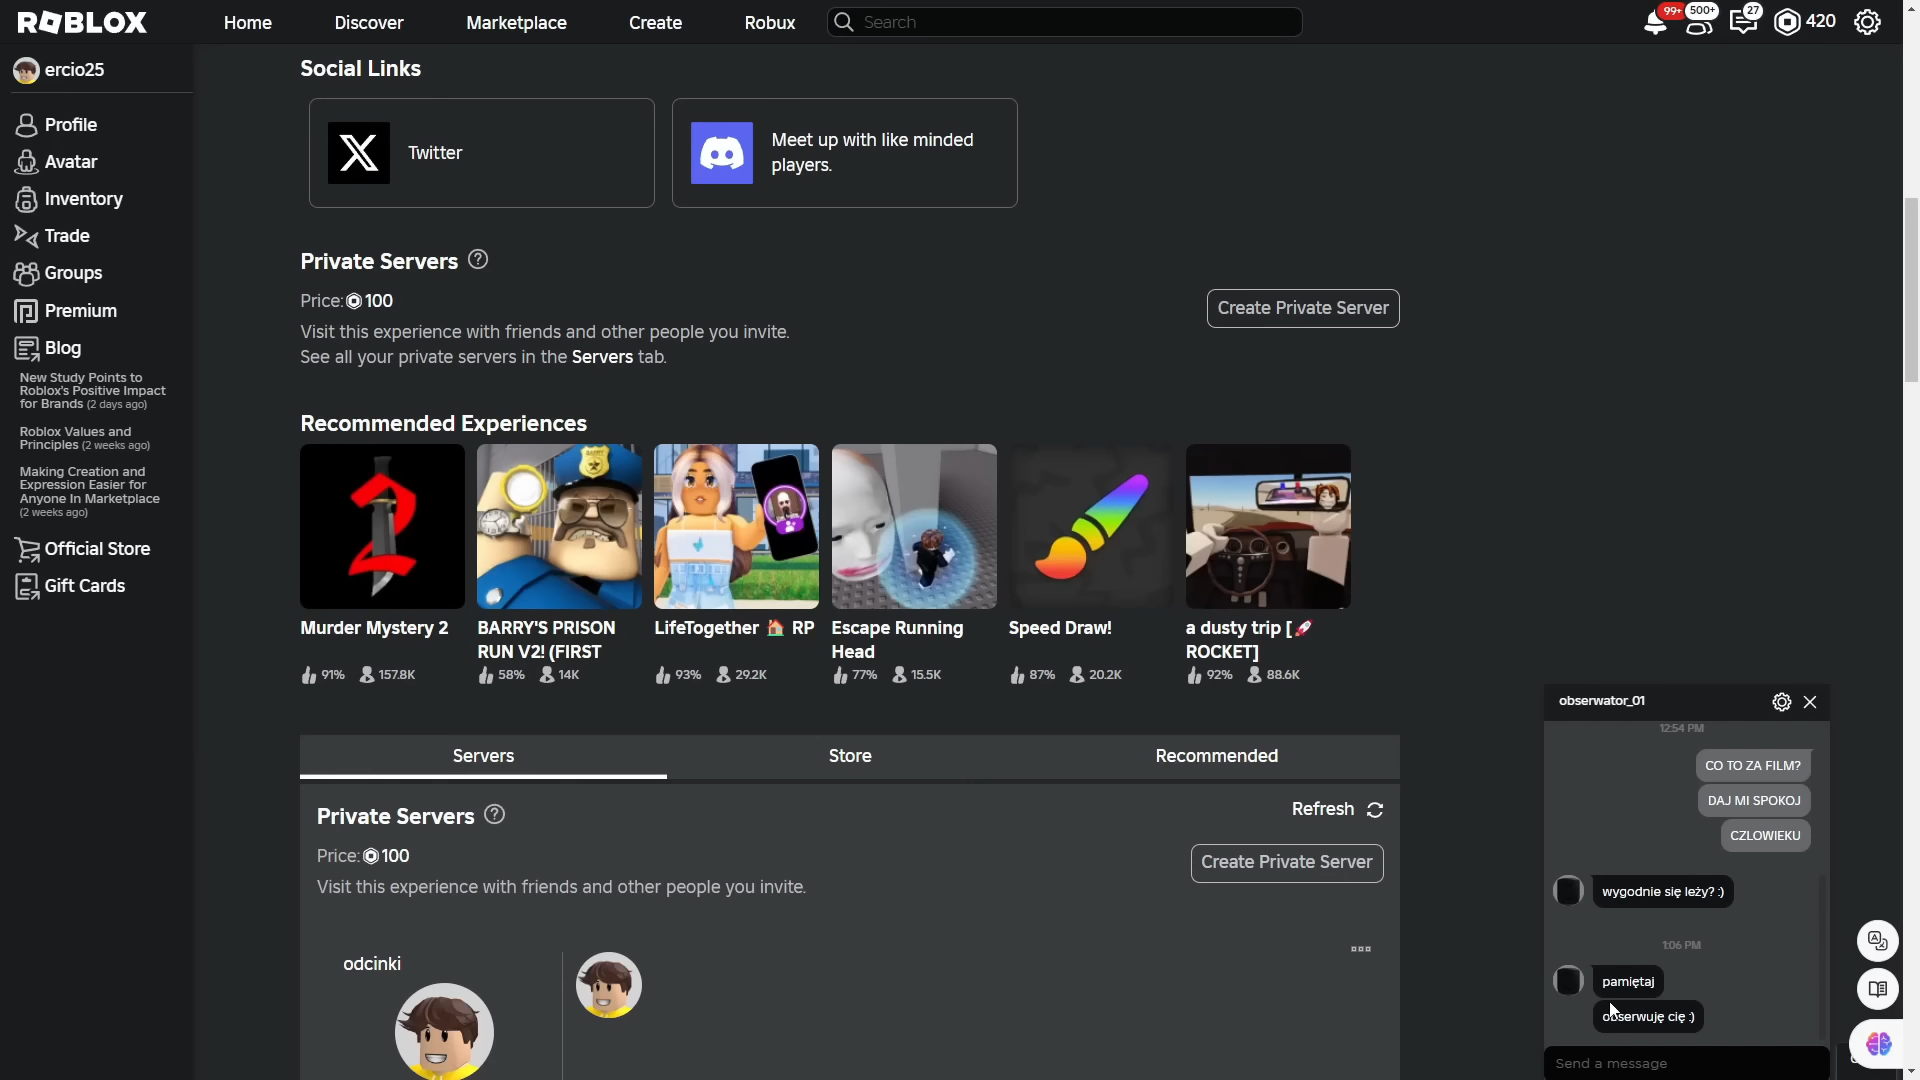 ROBLOX
Home
Discover
Marketplace
Create
Robux
Search
99+
500+
27
420
ercio25
Profile
Avatar
Inventory
Trade
Groups
Premium
Blog
New Study Points to
Roblox's Positive Impact
for Brands (2 days ago)
Roblox Values and
Principles (2 weeks ago)
Making Creation and
Expression Easier for
Anyone In Marketplace
(2 weeks ago)
Official Store
Gift Cards
Social Links
Twitter
Meet up with like minded
players.
Private Servers
Price: 100
Visit this experience with friends and other people you invite.
See all your private servers in the Servers tab.
Create Private Server
Recommended Experiences
2
Murder Mystery 2
91% 157.8K
BARRY'S PRISON
RUN V2! (FIRST
58% 14K
LifeTogether 🏠 RP
93% 29.2K
Escape Running
Head
77% 15.5K
Speed Draw!
87% 20.2K
a dusty trip [🚀
ROCKET]
92% 88.6K
Servers
Store
Recommended
Private Servers
Refresh
Price: 100
Visit this experience with friends and other people you invite.
Create Private Server
odcinki
obserwator_01
12:54 PM
CO TO ZA FILM?
DAJ MI SPOKOJ
CZLOWIEKU
wygodnie się leży? :)
1:06 PM
pamiętaj
obserwuję cię :)
Send a message